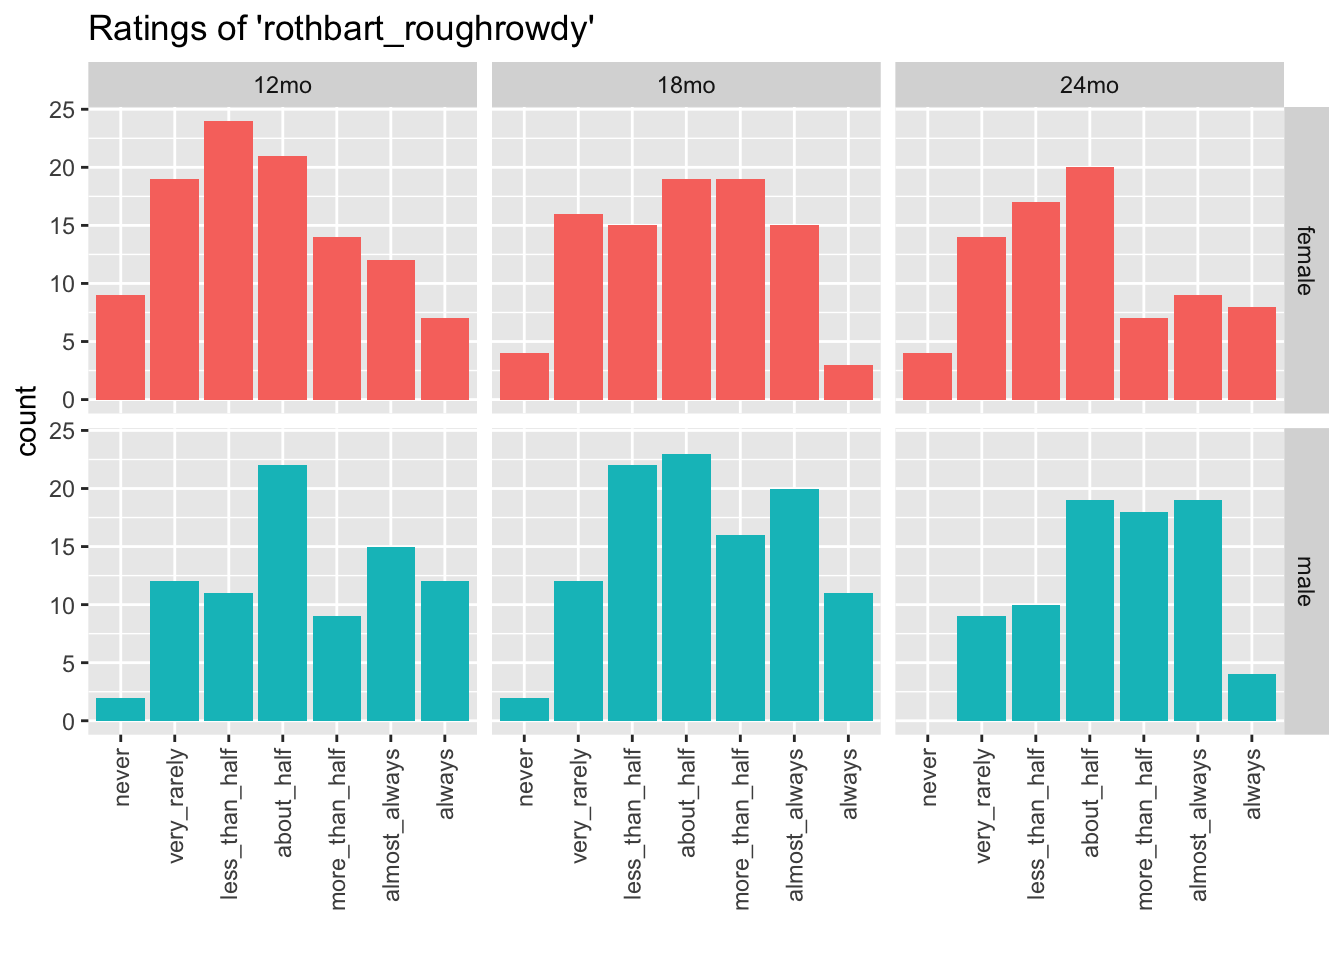 Ratings of 'rothbart_roughrowdy'
12mo
18mo
24mo
25
20
15
10
5
0
female
count
25
20
15
10
5
0
male
never
very_rarely
less_than_half
about_half
more_than_half
almost_always
always
never
very_rarely
less_than_half
about_half
more_than_half
almost_always
always
never
very_rarely
less_than_half
about_half
more_than_half
almost_always
always